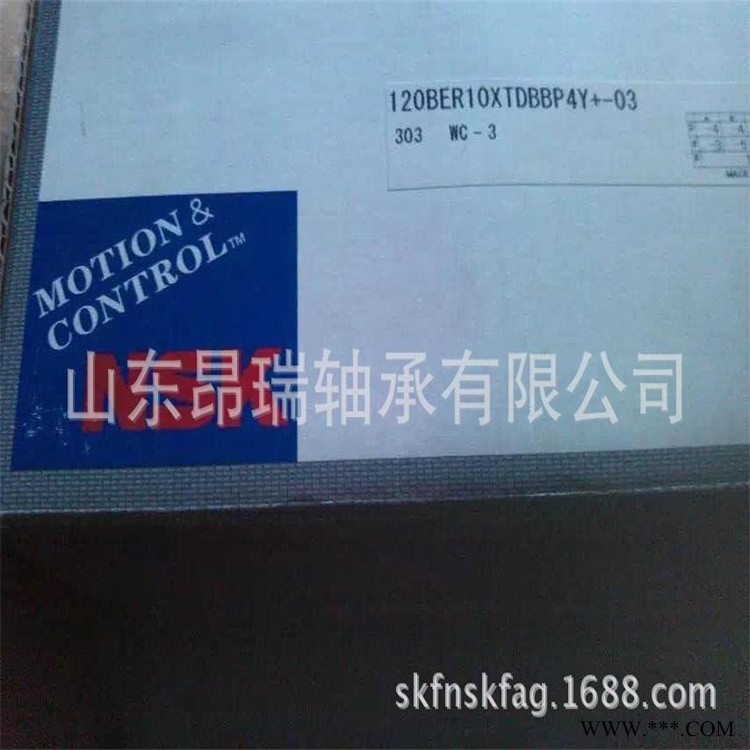 120BER10XTDBBP4Y+-03
303 WC-3
MOTION &
CONTROL™
NSK
山东昂瑞轴承有限公司
skfnskfag.1688.com
WWW.***.COM